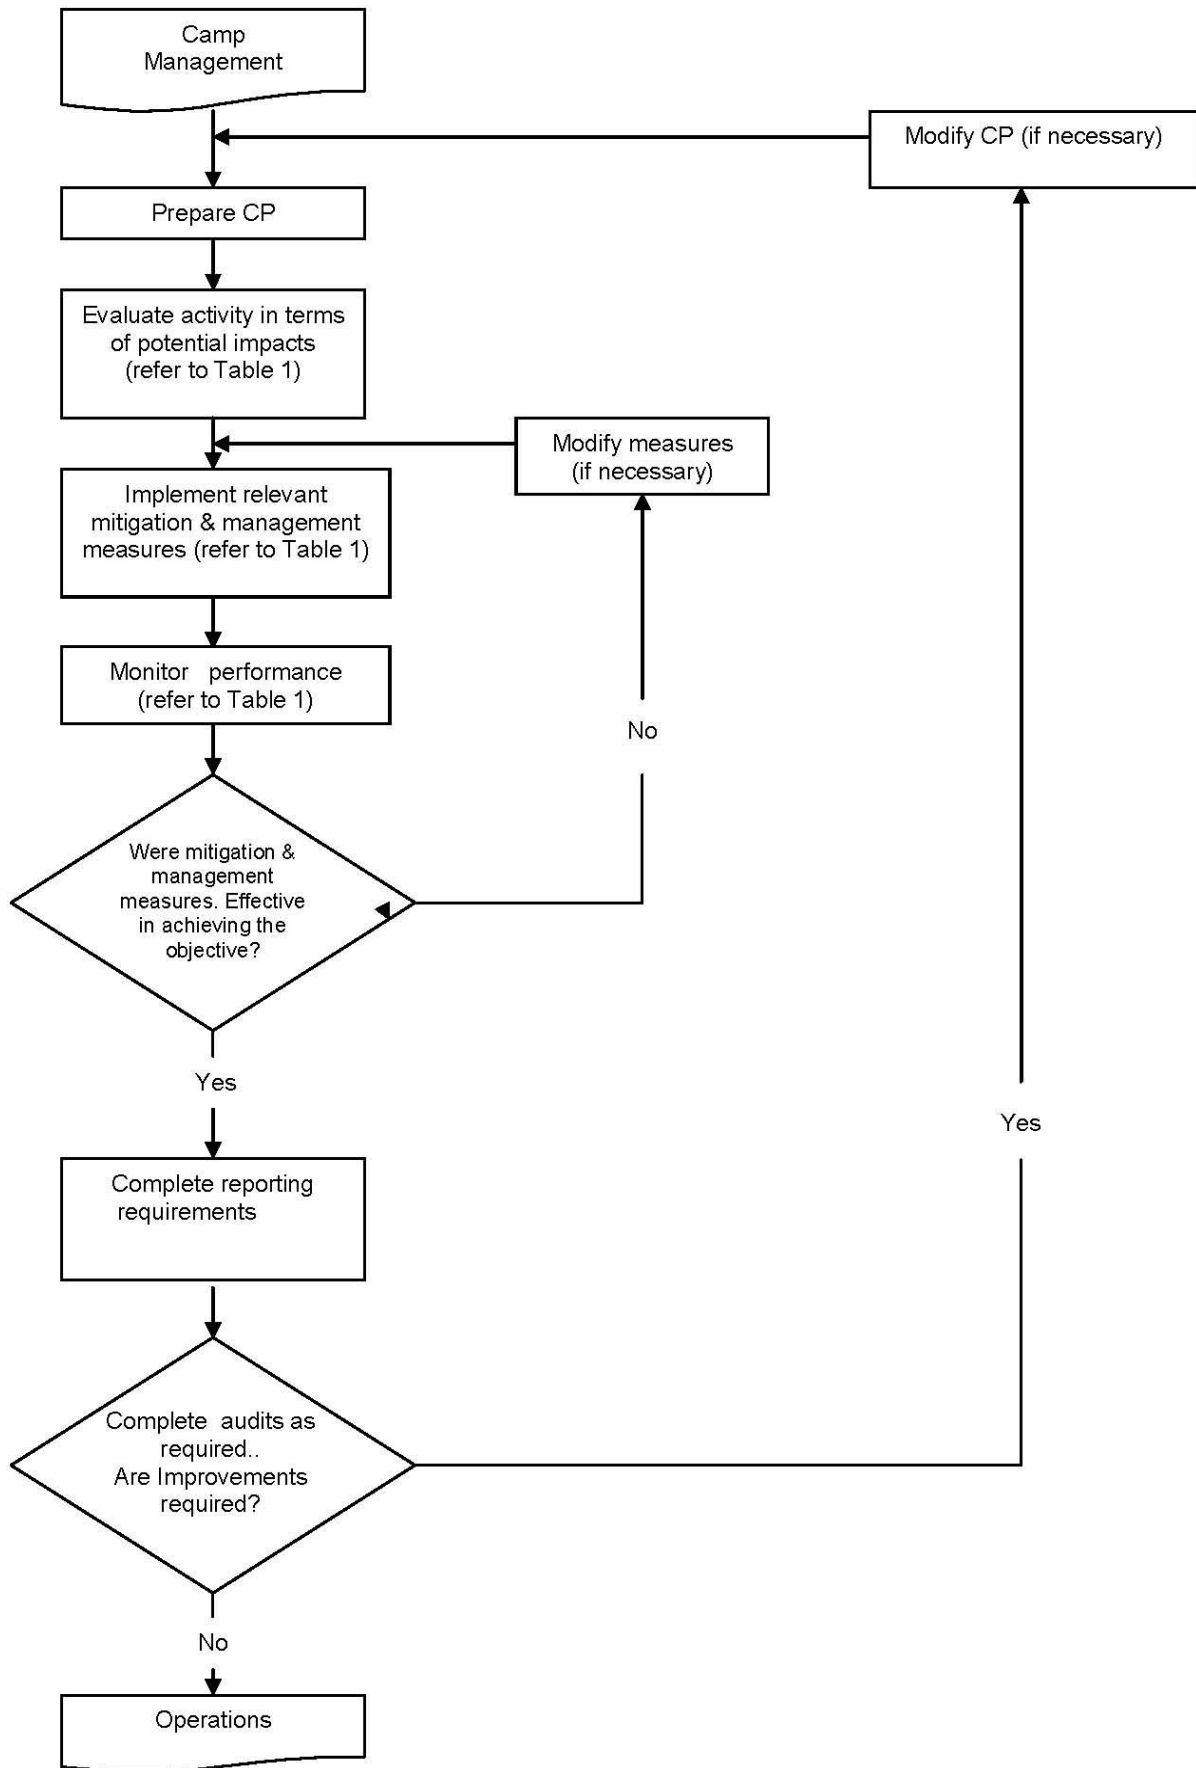 Camp
Management
Modify CP (if necessary)
Prepare CP
Evaluate activity in terms
of potential impacts
(refer to Table 1)
Modify measures
(if necessary)
Implement relevant
mitigation & management
measures (refer to Table 1)
Monitor performance
(refer to Table 1)
No
Were mitigation &
management
measures. Effective
in achieving the
objective?
Yes
Yes
Complete reporting
requirements
Complete audits as
required..
Are Improvements
required?
No
Operations